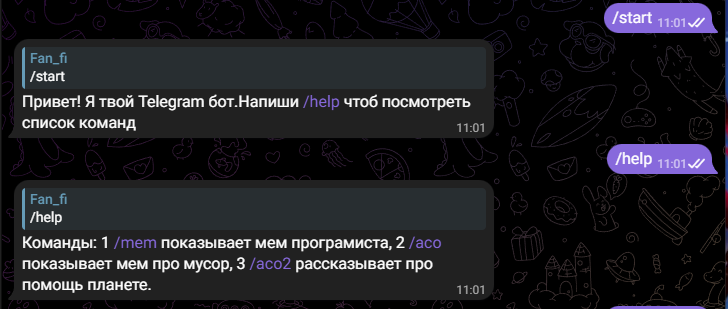 /start 11:01
Fan_fi
/start
Привет! Я твой Telegram бот.Напиши /help чтоб посмотреть
список команд
11:01
/help 11:01
Fan_fi
/help
Команды: 1 /mem показывает мем програмиста, 2 /aco
показывает мем про мусор, 3 /aco2 рассказывает про
помощь планете.
11:01